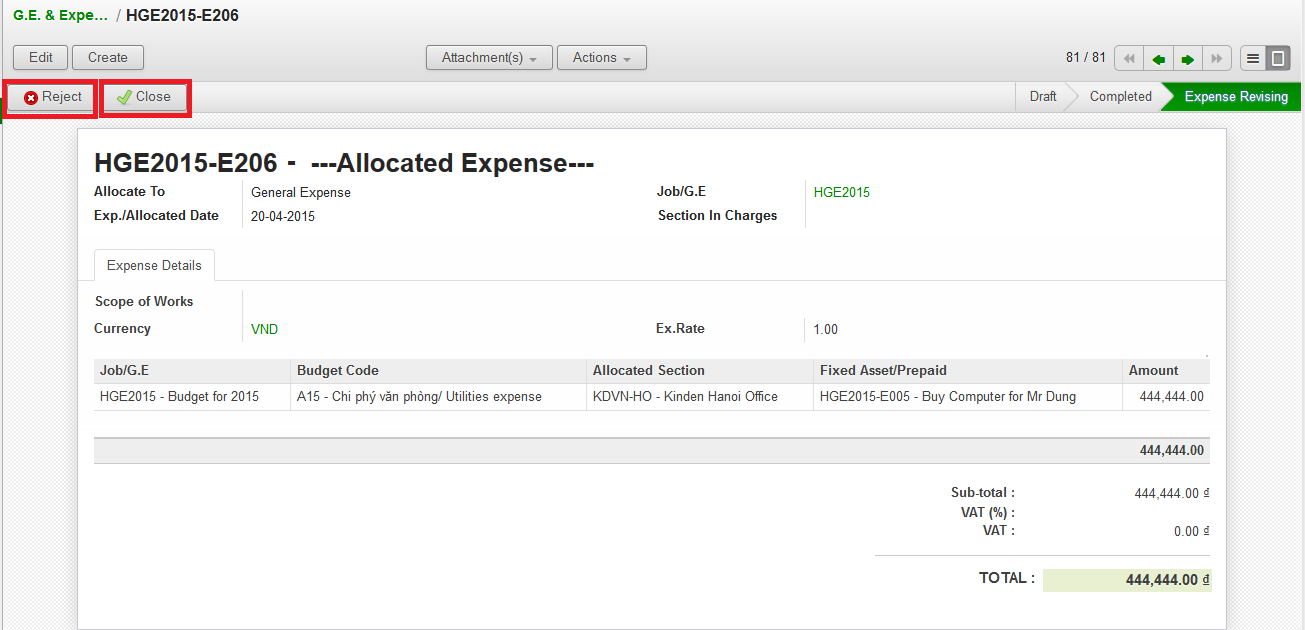 G.E. & Expe... / HGE2015-E206
Edit Create Attachment(s) Actions 81 / 81
Reject Close Draft Completed Expense Revising
HGE2015-E206 - ---Allocated Expense---
Allocate To General Expense Job/G.E HGE2015
Exp./Allocated Date 20-04-2015 Section In Charges
Expense Details
Scope of Works
Currency VND Ex.Rate 1.00
Job/G.E Budget Code Allocated Section Fixed Asset/Prepaid Amount
HGE2015 - Budget for 2015 A15 - Chi phý văn phòng/ Utilities expense KDVN-HO - Kinden Hanoi Office HGE2015-E005 - Buy Computer for Mr Dung 444,444.00
444,444.00
Sub-total : 444,444.00 ₫
VAT (%) :
VAT : 0.00 ₫
TOTAL : 444,444.00 ₫